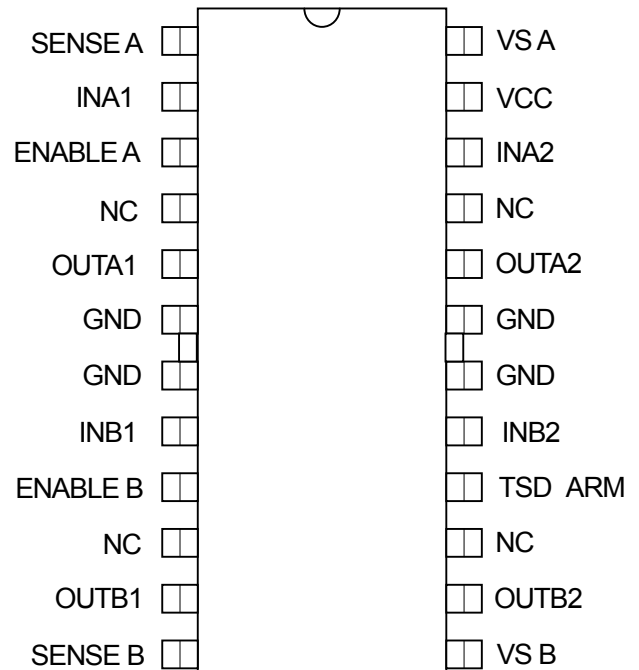 SENSE A VS A
INA1 VCC
ENABLE A INA2
NC NC
OUTA1 OUTA2
GND GND
GND GND
INB1 INB2
ENABLE B TSD ARM
NC NC
OUTB1 OUTB2
SENSE B VS B